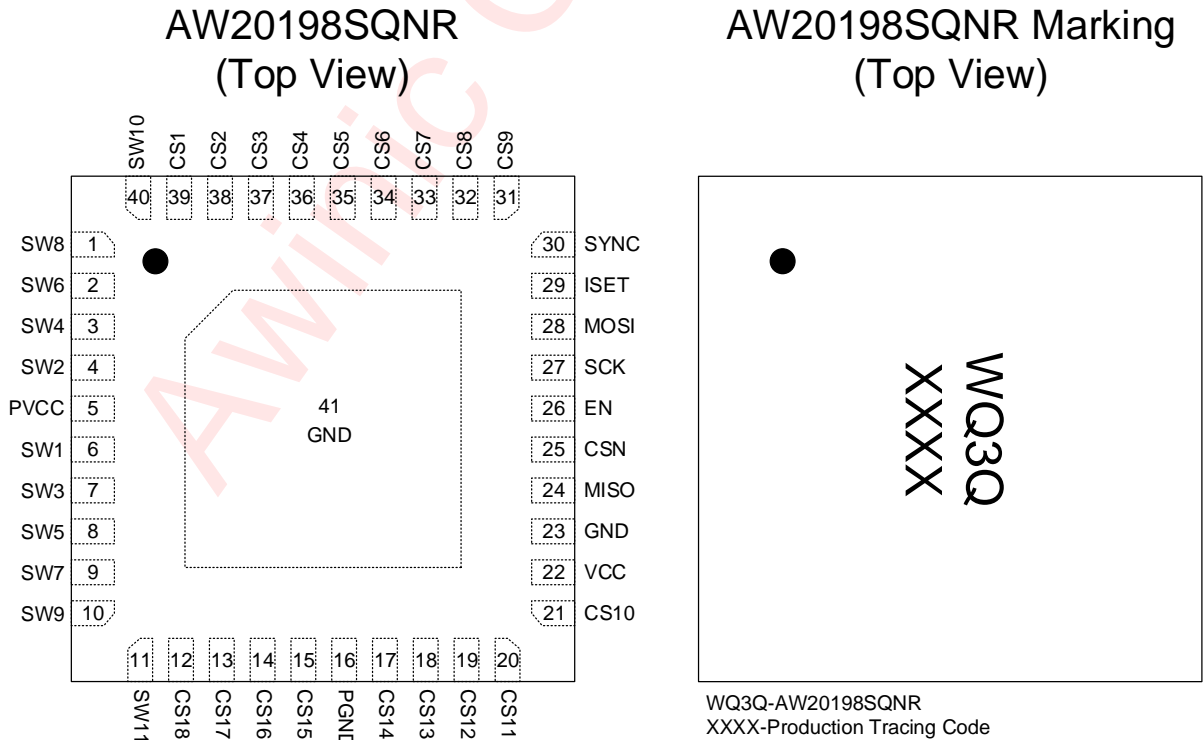 AW20198SQNR
(Top View)
AW20198SQNR Marking
(Top View)
SW10 CS1 CS2 CS3 CS4 CS5 CS6 CS7 CS8 CS9
40 39 38 37 36 35 34 33 32 31
SW8 1
SW6 2
SW4 3
SW2 4
PVCC 5
SW1 6
SW3 7
SW5 8
SW7 9
SW9 10
41
GND
30 SYNC
29 ISET
28 MOSI
27 SCK
26 EN
25 CSN
24 MISO
23 GND
22 VCC
21 CS10
11 12 13 14 15 16 17 18 19 20
SW11 CS18 CS17 CS16 CS15 PGND CS14 CS13 CS12 CS11
WQ3Q
XXXX
WQ3Q-AW20198SQNR
XXXX-Production Tracing Code
Awinic C